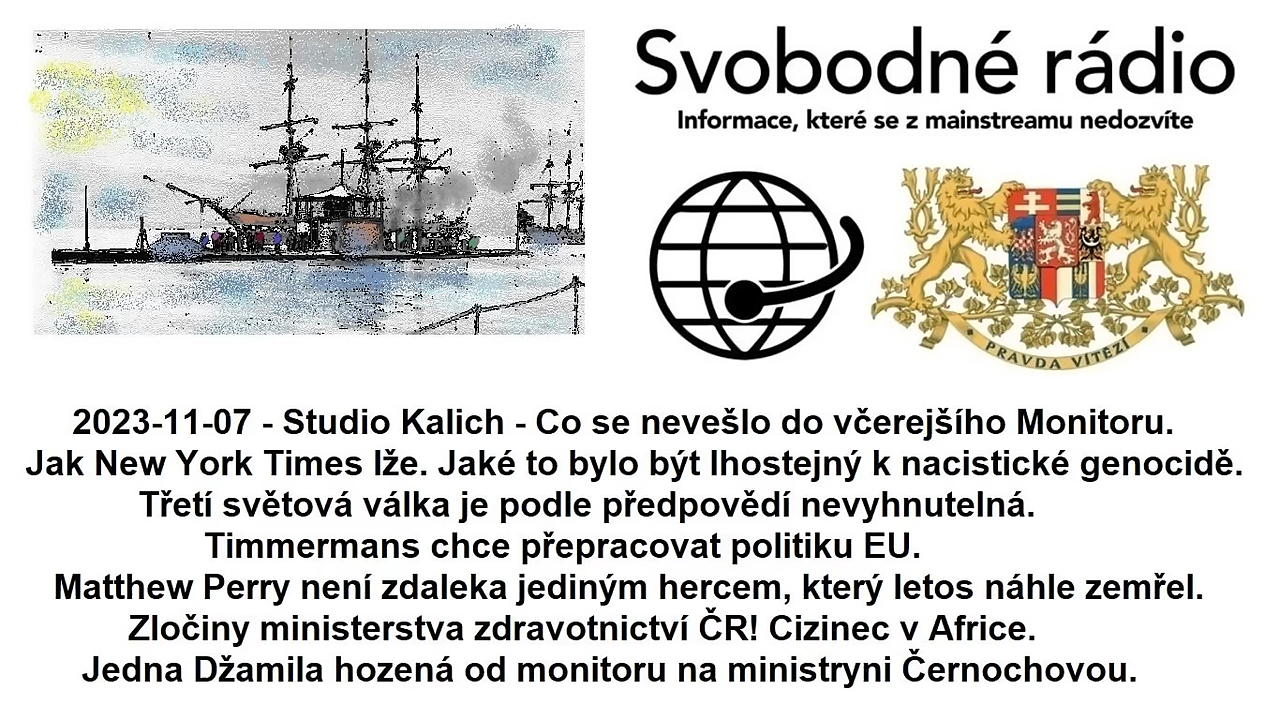 Svobodné rádio
Informace, které se z mainstreamu nedozvíte
PRAVDA VÍTĚZÍ
2023-11-07 - Studio Kalich - Co se nevešlo do včerejšího Monitoru.
Jak New York Times lže. Jaké to bylo být lhostejný k nacistické genocidě.
Třetí světová válka je podle předpovědí nevyhnutelná.
Timmermans chce přepracovat politiku EU.
Matthew Perry není zdaleka jediným hercem, který letos náhle zemřel.
Zločiny ministerstva zdravotnictví ČR! Cizinec v Africe.
Jedna Džamila hozená od monitoru na ministryni Černochovou.